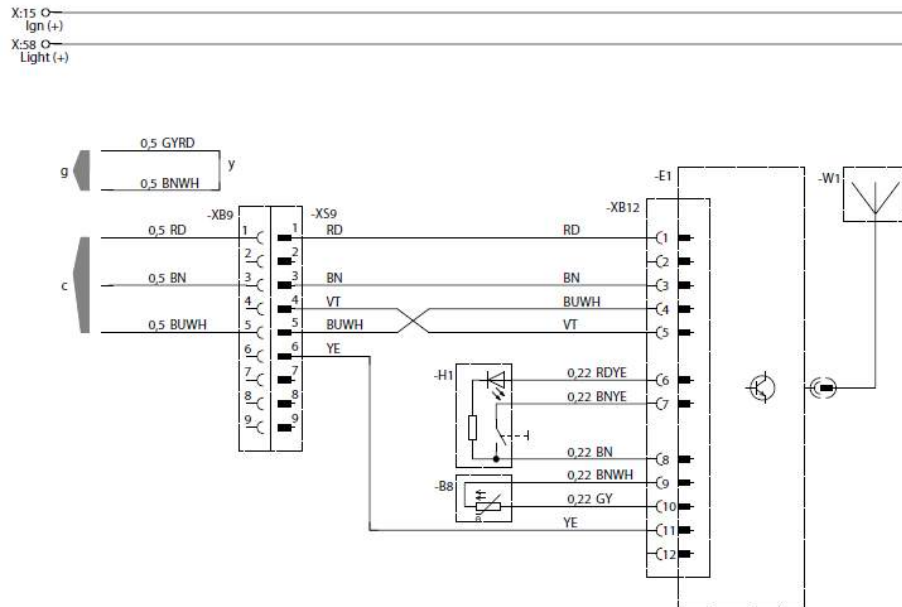 X:15
Ign (+)
X:58
Light (+)
0,5 GYRD
g
y
0,5 BNWH
-E1
-W1
-XB9
-XS9
-XB12
0,5 RD
1
1
RD
RD
1
2
2
2
c
0,5 BN
3
3
BN
BN
3
4
4
VT
BUWH
4
0,5 BUWH
5
5
BUWH
VT
5
6
6
YE
-H1
0,22 RDYE
6
7
7
0,22 BNYE
7
8
8
9
9
0,22 BN
8
0,22 BNWH
9
-B8
0,22 GY
10
YE
11
12